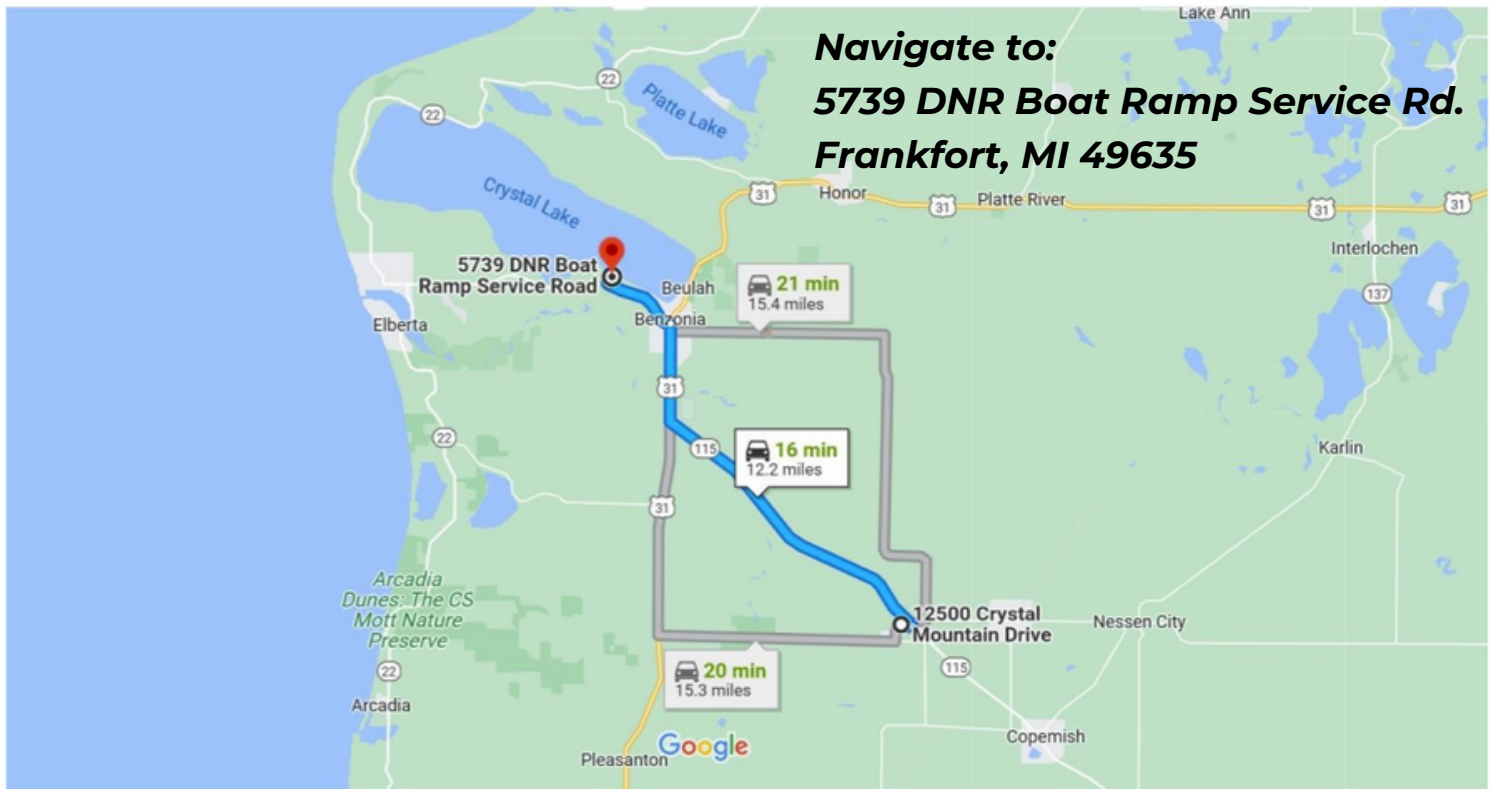 Lake Ann
Navigate to:
5739 DNR Boat Ramp Service Rd.
Frankfort, MI 49635
22
22
Platte Lake
Crystal Lake
31
Honor
31
Platte River
31
31
Interlochen
5739 DNR Boat
Ramp Service Road
Beulah
21 min
15.4 miles
137
Elberta
Benzonia
31
22
115
16 min
12.2 miles
Karlin
31
Arcadia
Dunes: The CS
Mott Nature
Preserve
12500 Crystal
Mountain Drive
Nessen City
22
20 min
15.3 miles
115
Arcadia
Copemish
Pleasanton
Google